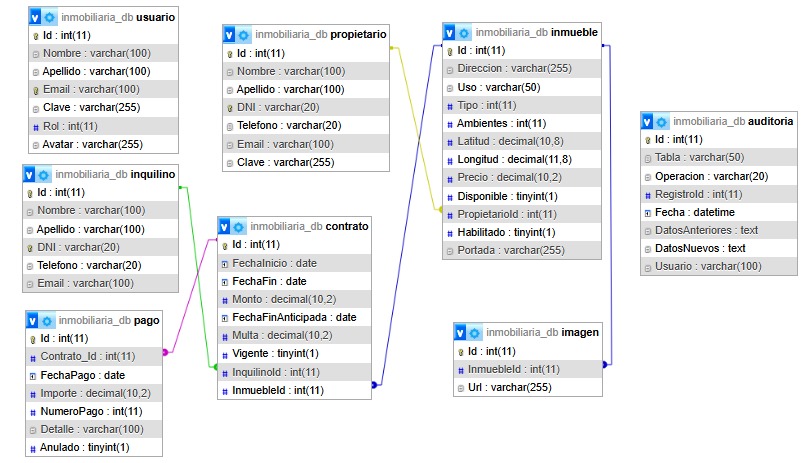 inmobiliaria_db usuario
Id : int(11)
Nombre : varchar(100)
Apellido : varchar(100)
Email : varchar(100)
Clave : varchar(255)
Rol : int(11)
Avatar : varchar(255)
inmobiliaria_db propietario
Id : int(11)
Nombre : varchar(100)
Apellido : varchar(100)
DNI : varchar(20)
Telefono : varchar(20)
Email : varchar(100)
Clave : varchar(255)
inmobiliaria_db inmueble
Id : int(11)
Direccion : varchar(255)
Uso : varchar(50)
Tipo : int(11)
Ambientes : int(11)
Latitud : decimal(10,8)
Longitud : decimal(11,8)
Precio : decimal(10,2)
Disponible : tinyint(1)
PropietarioId : int(11)
Habilitado : tinyint(1)
Portada : varchar(255)
inmobiliaria_db auditoria
Id : int(11)
Tabla : varchar(50)
Operacion : varchar(20)
RegistroId : int(11)
Fecha : datetime
DatosAnteriores : text
DatosNuevos : text
Usuario : varchar(100)
inmobiliaria_db inquilino
Id : int(11)
Nombre : varchar(100)
Apellido : varchar(100)
DNI : varchar(20)
Telefono : varchar(20)
Email : varchar(100)
inmobiliaria_db contrato
Id : int(11)
FechaInicio : date
FechaFin : date
Monto : decimal(10,2)
FechaFinAnticipada : date
Multa : decimal(10,2)
Vigente : tinyint(1)
InquilinoId : int(11)
InmuebleId : int(11)
inmobiliaria_db pago
Id : int(11)
Contrato_Id : int(11)
FechaPago : date
Importe : decimal(10,2)
NumeroPago : int(11)
Detalle : varchar(100)
Anulado : tinyint(1)
inmobiliaria_db imagen
Id : int(11)
InmuebleId : int(11)
Url : varchar(255)